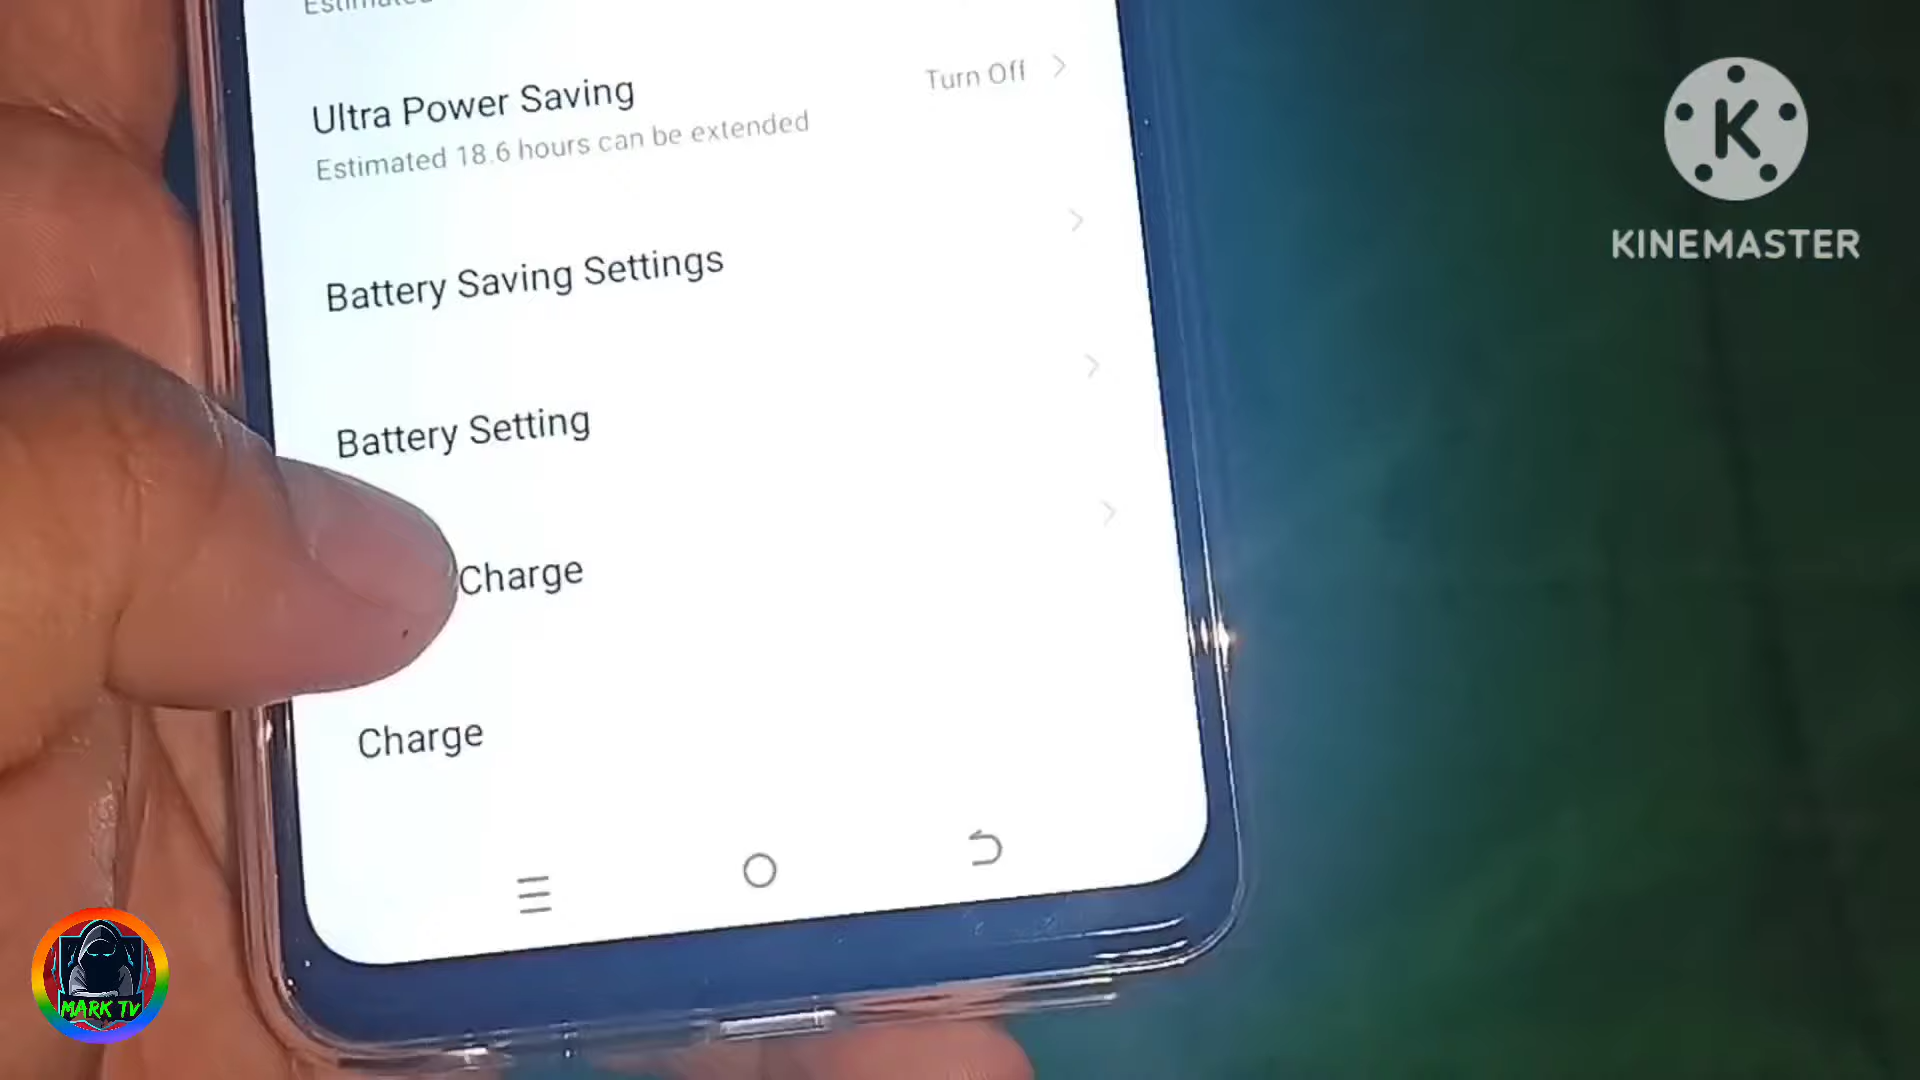 Estimated
Ultra Power Saving
Turn Off
Estimated 18.6 hours can be extended
Battery Saving Settings
Battery Setting
Charge
Charge
K
KINEMASTER
MARK TV